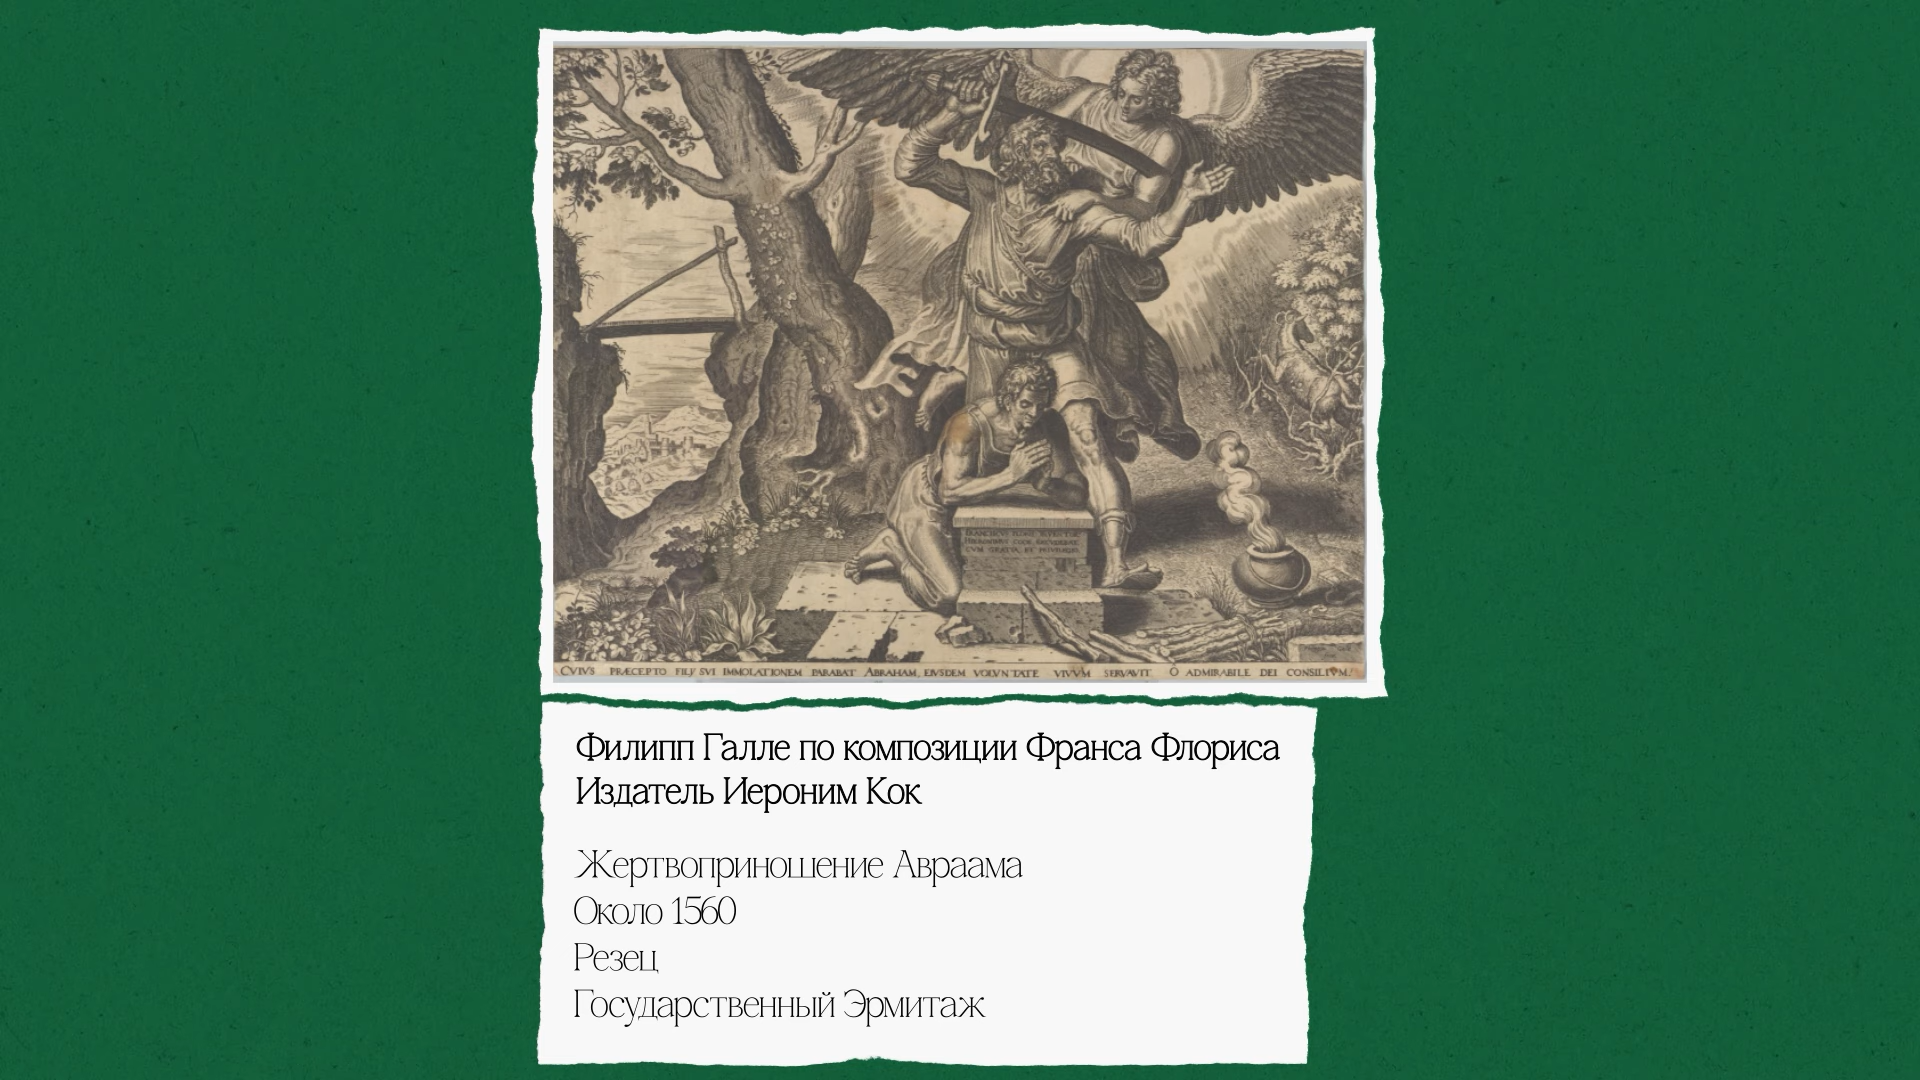 CVIVS PRÆCEPTO FILII SVI IMMOLATIONEM PARABAT ABRAHAM, EIVSDEM VOLVNTATE VIVVM SERVAVIT O ADMIRABILE DEI CONSILIVM.
Филипп Галле по композиции Франса Флориса
Издатель Иероним Кок
Жертвоприношение Авраама
Около 1560
Резец
Государственный Эрмитаж